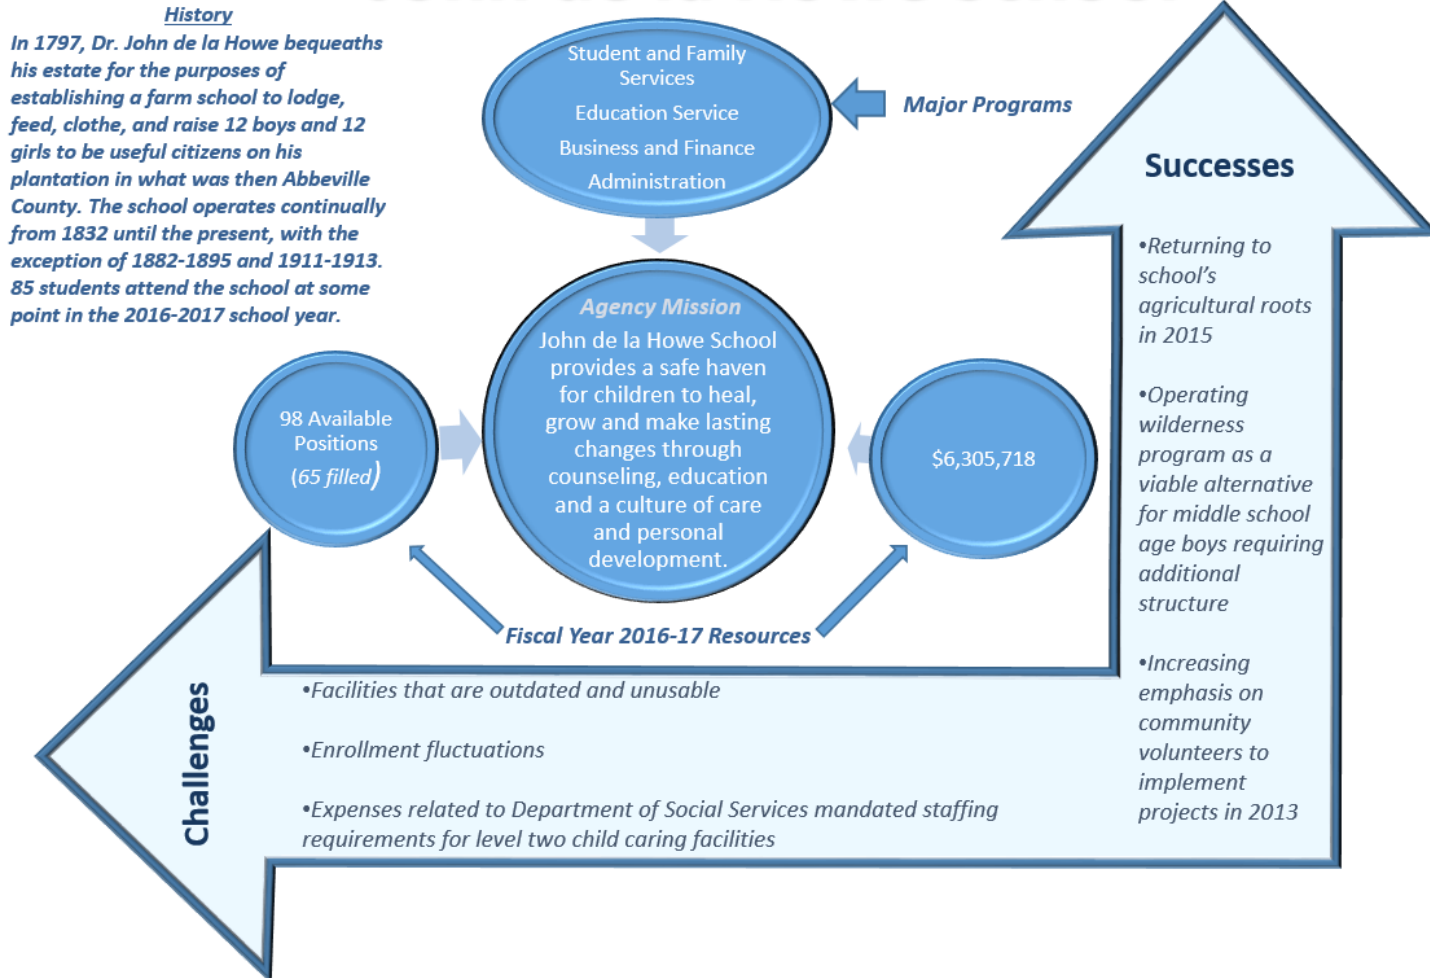 History
In 1797, Dr. John de la Howe bequeaths
his estate for the purposes of
establishing a farm school to lodge,
feed, clothe, and raise 12 boys and 12
girls to be useful citizens on his
plantation in what was then Abbeville
County. The school operates continually
from 1832 until the present, with the
exception of 1882-1895 and 1911-1913.
85 students attend the school at some
point in the 2016-2017 school year.
Student and Family
Services
Education Service
Business and Finance
Administration
Major Programs
Agency Mission
John de la Howe School
provides a safe haven
for children to heal,
grow and make lasting
changes through
counseling, education
and a culture of care
and personal
development.
98 Available
Positions
(65 filled)
$6,305,718
Fiscal Year 2016-17 Resources
Successes
•Returning to
school's
agricultural roots
in 2015
•Operating
wilderness
program as a
viable alternative
for middle school
age boys requiring
additional
structure
•Increasing
emphasis on
community
volunteers to
implement
projects in 2013
Challenges
•Facilities that are outdated and unusable
•Enrollment fluctuations
•Expenses related to Department of Social Services mandated staffing
requirements for level two child caring facilities